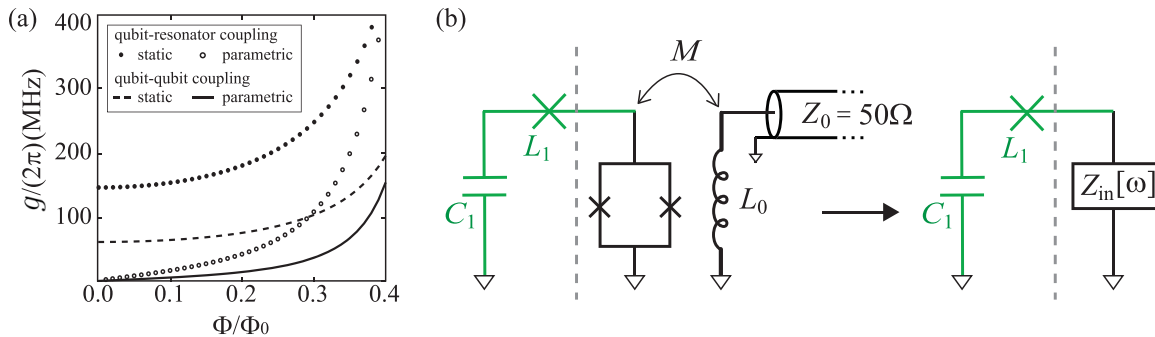 (a)
400
300
200
100
g/(2π)(MHz)
qubit-resonator coupling
static parametric
qubit-qubit coupling
static parametric
0.0 0.1 0.2 0.3 0.4
Φ/Φ₀
(b)
M
Z₀ = 50Ω
L₁
C₁
L₀
L₁
C₁
Z_in[ω]